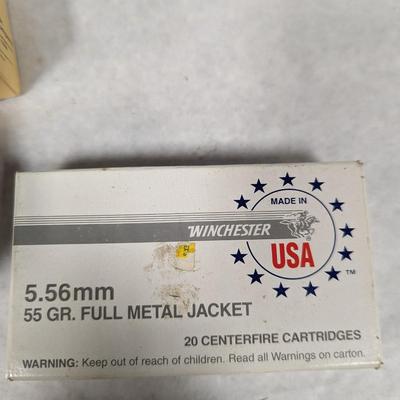 MADE IN
WINCHESTER
USA
TM
5.56mm
55 GR. FULL METAL JACKET
20 CENTERFIRE CARTRIDGES
WARNING: Keep out of reach of children. Read all Warnings on carton.